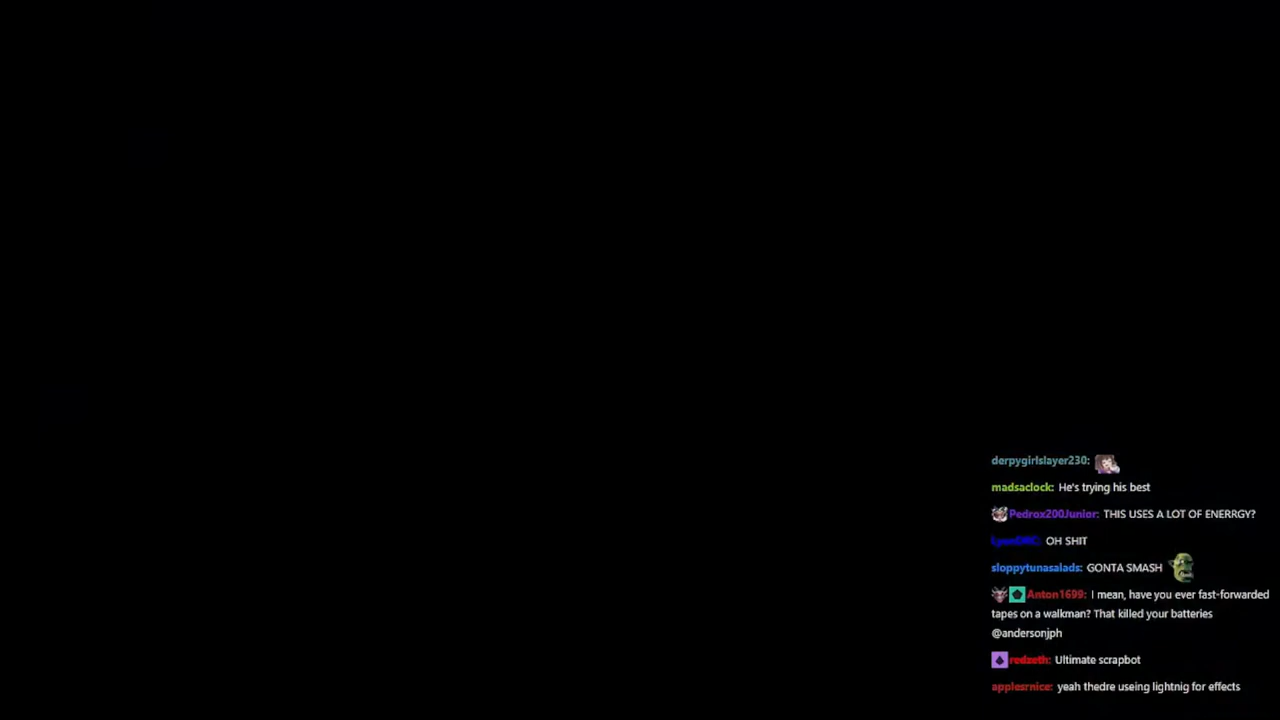 derpygirlslayer230:
madsaclock: He's trying his best
Pedrox200Junior: THIS USES A LOT OF ENERRGY?
OH SHIT
sloppytunasalads: GONTA SMASH
Anton1699: I mean, have you ever fast-forwarded
tapes on a walkman? That killed your batteries
@andersonjph
redzeth: Ultimate scrapbot
applesrnice: yeah thedre useing lightnig for effects